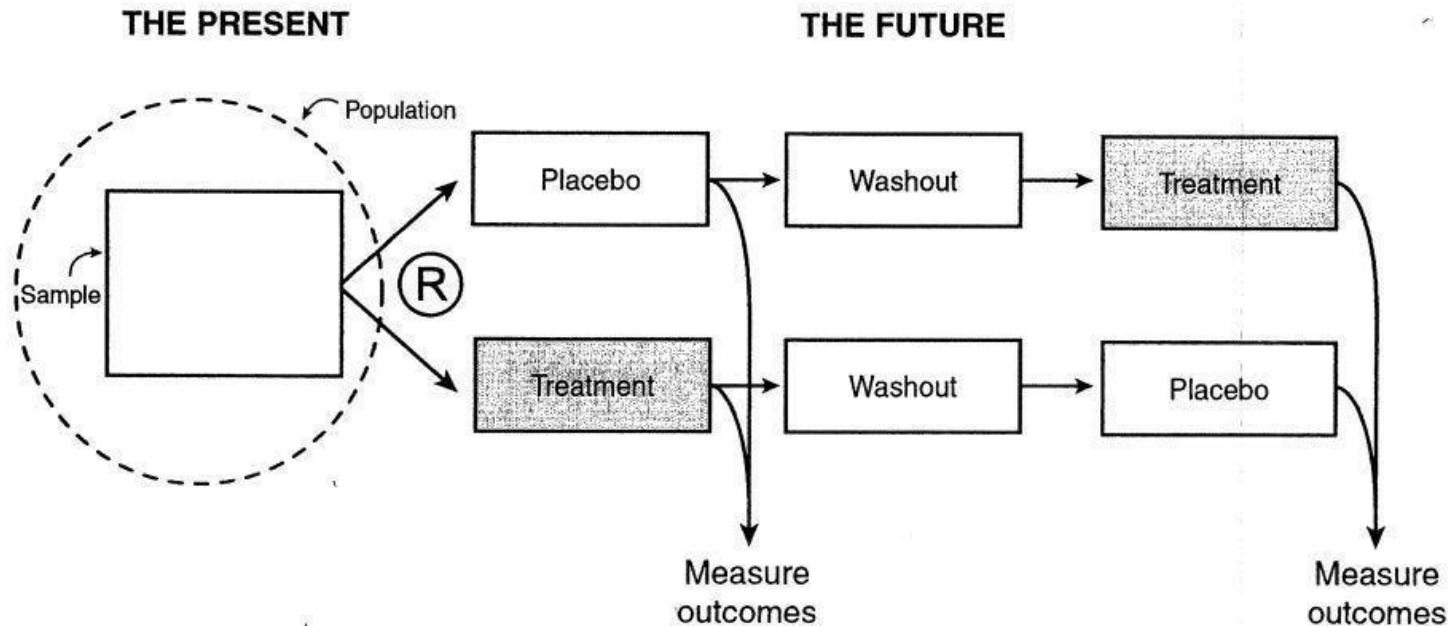 THE PRESENT
THE FUTURE
Population
Sample
R
Placebo
Washout
Treatment
Treatment
Washout
Placebo
Measure
outcomes
Measure
outcomes